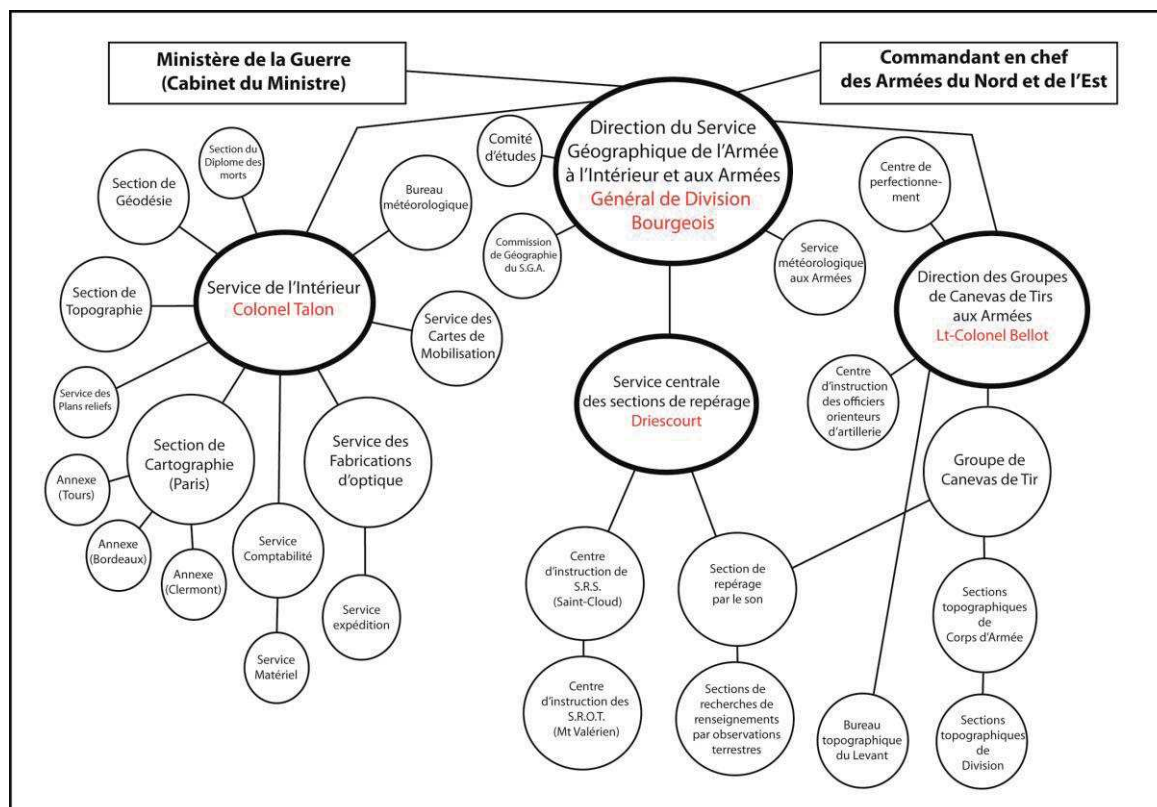 Ministère de la Guerre
(Cabinet du Ministre)
Commandant en chef
des Armées du Nord et de l'Est
Direction du Service
Géographique de l'Armée
à l'Intérieur et aux Armées
Général de Division
Bourgeois
Comité
d'études
Commission
de Géographie
du S.G.A.
Service
météorologique
aux Armées
Section du
Diplome des
morts
Section de
Géodésie
Bureau
météorologique
Section de
Topographie
Service de l'Intérieur
Colonel Talon
Service des
Cartes de
Mobilisation
Service des
Plans reliefs
Section de
Cartographie
(Paris)
Service des
Fabrications
d'optique
Annexe
(Tours)
Annexe
(Bordeaux)
Annexe
(Clermont)
Service
Comptabilité
Service
expédition
Service
Matériel
Service centrale
des sections de repérage
Driescourt
Centre
d'instruction de
S.R.S.
(Saint-Cloud)
Section de
repérage
par le son
Centre
d'instruction des
S.R.O.T.
(Mt Valérien)
Sections de
recherches de
renseignements
par observations
terrestres
Centre de
perfectionne-
ment
Direction des Groupes
de Canevas de Tirs
aux Armées
Lt-Colonel Bellot
Centre
d'instruction
des officiers
orienteurs
d'artillerie
Groupe de
Canevas de Tir
Sections
topographiques
de
Corps d'Armée
Bureau
topographique
du Levant
Sections
topographiques
de
Division